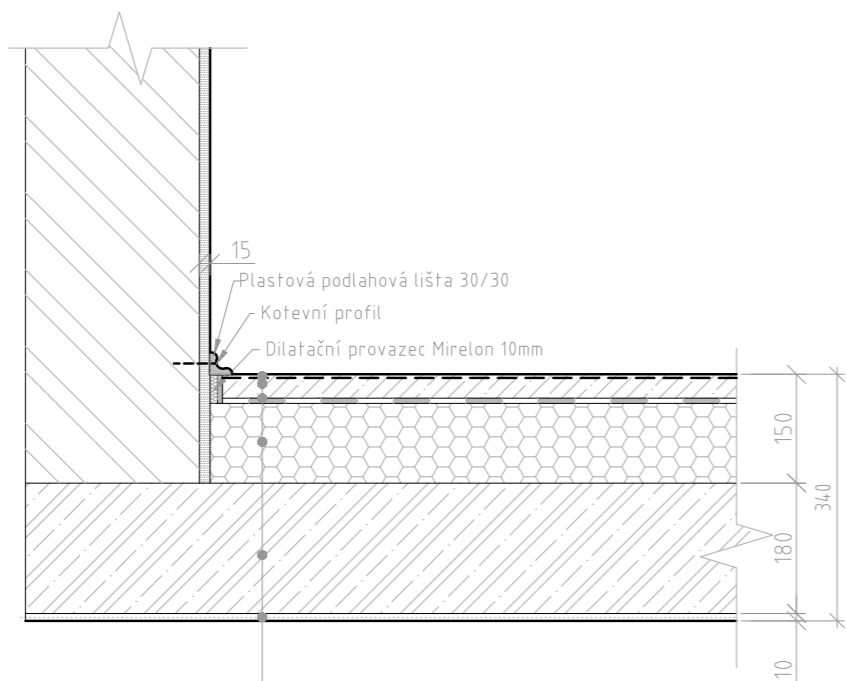 15
Plastová podlahová lišta 30/30
Kotevní profil
Dilatační provazec Mirelon 10mm
150
340
180
10